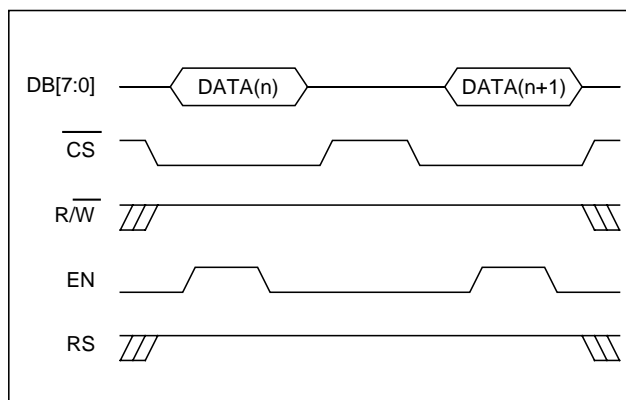 DB[7:0] DATA(n) DATA(n+1)
CS
R/W
EN
RS